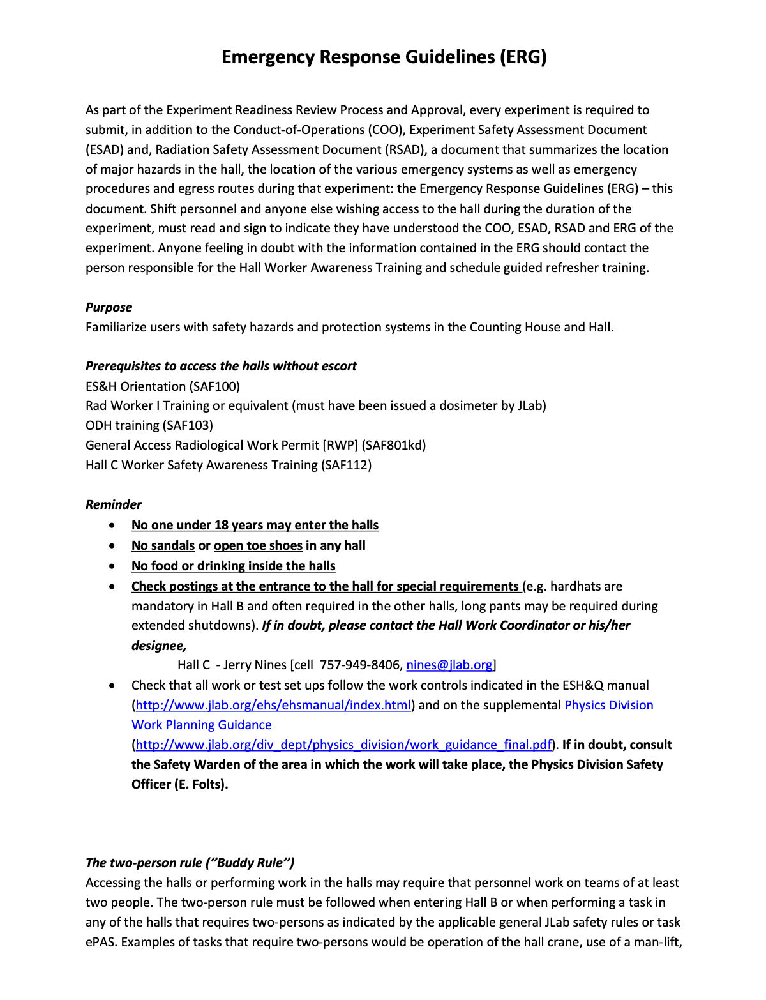 Emergency Response Guidelines (ERG)
As part of the Experiment Readiness Review Process and Approval, every experiment is required to
submit, in addition to the Conduct-of-Operations (COO), Experiment Safety Assessment Document
(ESAD) and, Radiation Safety Assessment Document (RSAD), a document that summarizes the location
of major hazards in the hall, the location of the various emergency systems as well as emergency
procedures and egress routes during that experiment: the Emergency Response Guidelines (ERG) – this
document. Shift personnel and anyone else wishing access to the hall during the duration of the
experiment, must read and sign to indicate they have understood the COO, ESAD, RSAD and ERG of the
experiment. Anyone feeling in doubt with the information contained in the ERG should contact the
person responsible for the Hall Worker Awareness Training and schedule guided refresher training.
Purpose
Familiarize users with safety hazards and protection systems in the Counting House and Hall.
Prerequisites to access the halls without escort
ES&H Orientation (SAF100)
Rad Worker I Training or equivalent (must have been issued a dosimeter by JLab)
ODH training (SAF103)
General Access Radiological Work Permit [RWP] (SAF801kd)
Hall C Worker Safety Awareness Training (SAF112)
Reminder
• No one under 18 years may enter the halls
• No sandals or open toe shoes in any hall
• No food or drinking inside the halls
• Check postings at the entrance to the hall for special requirements (e.g. hardhats are
mandatory in Hall B and often required in the other halls, long pants may be required during
extended shutdowns). If in doubt, please contact the Hall Work Coordinator or his/her
designee,
Hall C - Jerry Nines [cell 757-949-8406, nines@jlab.org]
• Check that all work or test set ups follow the work controls indicated in the ESH&Q manual
(http://www.jlab.org/ehs/ehsmanual/index.html) and on the supplemental Physics Division
Work Planning Guidance
(http://www.jlab.org/div_dept/physics_division/work_guidance_final.pdf). If in doubt, consult
the Safety Warden of the area in which the work will take place, the Physics Division Safety
Officer (E. Folts).
The two-person rule (“Buddy Rule”)
Accessing the halls or performing work in the halls may require that personnel work on teams of at least
two people. The two-person rule must be followed when entering Hall B or when performing a task in
any of the halls that requires two-persons as indicated by the applicable general JLab safety rules or task
ePAS. Examples of tasks that require two-persons would be operation of the hall crane, use of a man-lift,